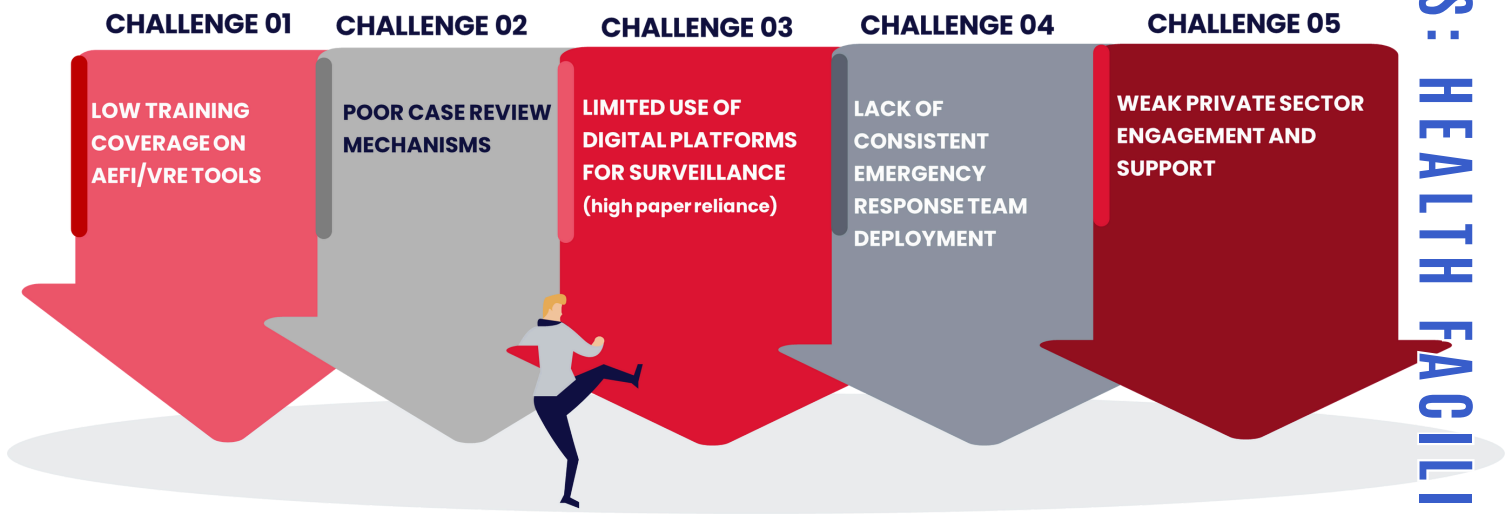 CHALLENGE 01
LOW TRAINING
COVERAGE ON
AEFI/VRE TOOLS
CHALLENGE 02
POOR CASE REVIEW
MECHANISMS
CHALLENGE 03
LIMITED USE OF
DIGITAL PLATFORMS
FOR SURVEILLANCE
(high paper reliance)
CHALLENGE 04
LACK OF
CONSISTENT
EMERGENCY
RESPONSE TEAM
DEPLOYMENT
CHALLENGE 05
WEAK PRIVATE SECTOR
ENGAGEMENT AND
SUPPORT
S: HEALTH FACILI